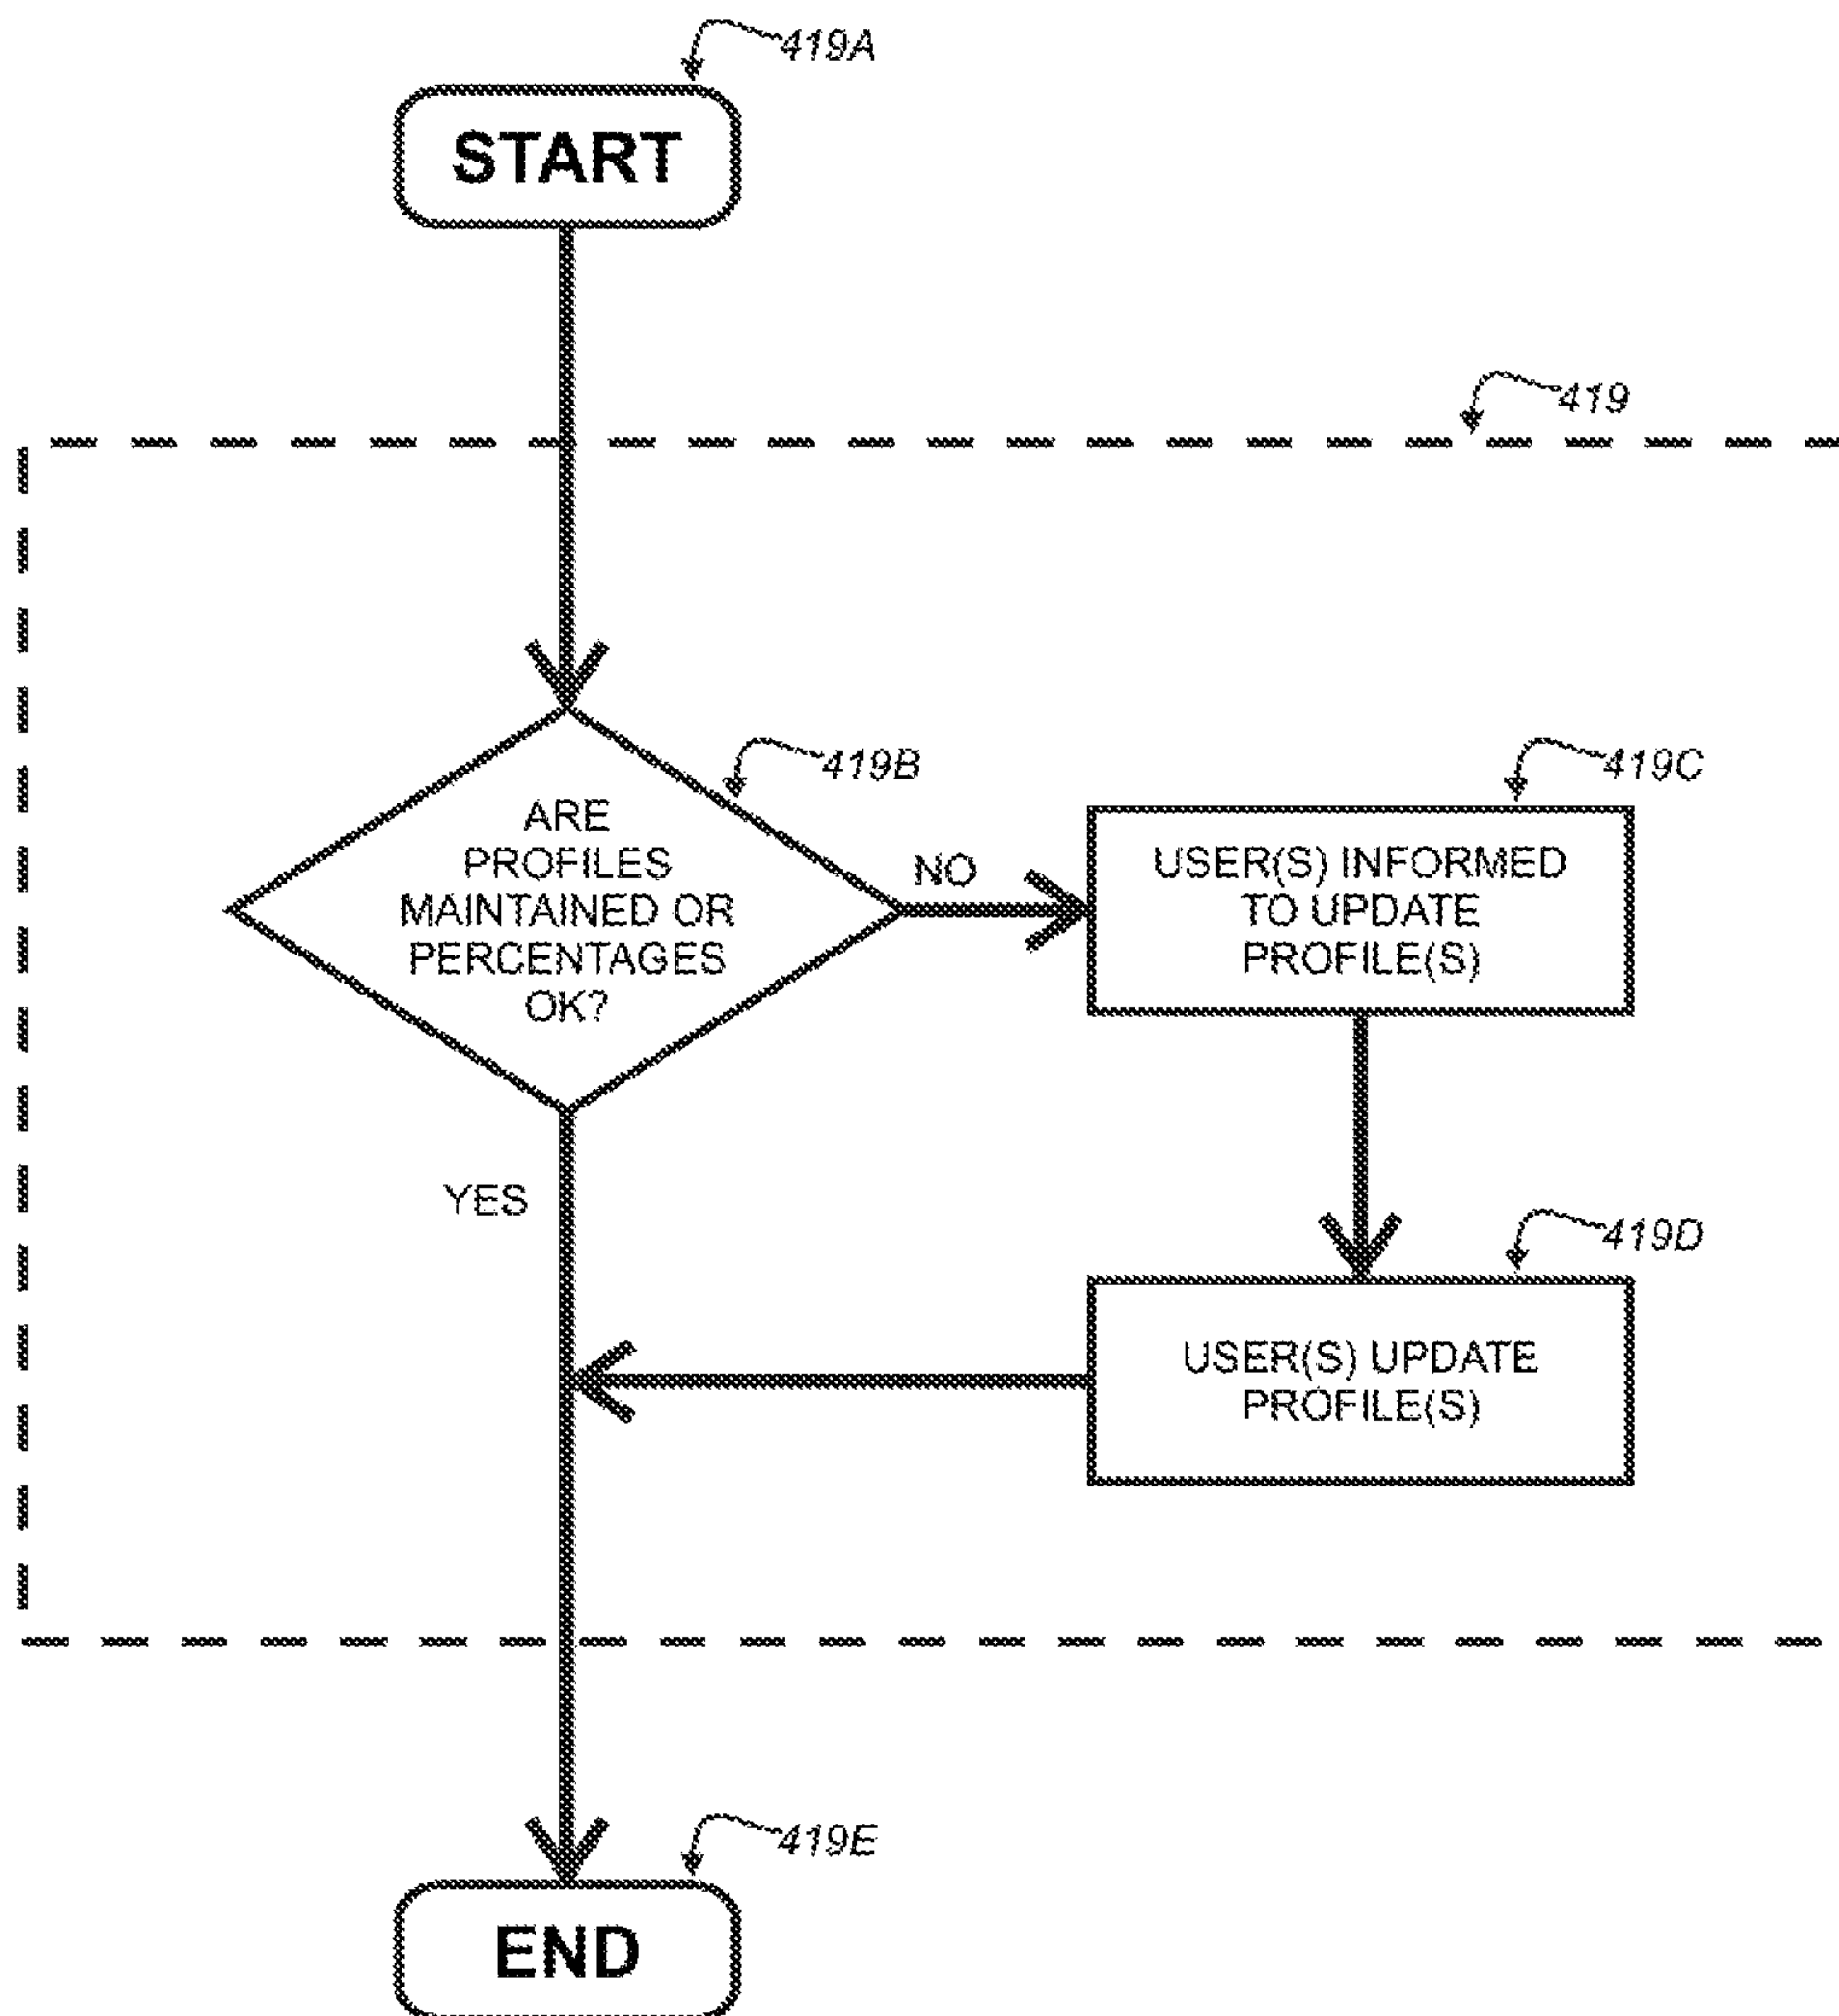 419A
START
419
419B
ARE
PROFILES
MAINTAINED OR
PERCENTAGES
OK?
NO
419C
USER(S) INFORMED
TO UPDATE
PROFILE(S)
YES
419D
USER(S) UPDATE
PROFILE(S)
419E
END